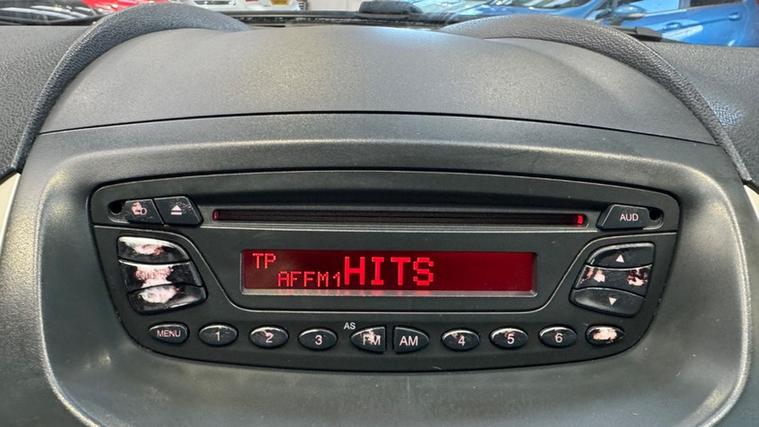 AUD
TP
AFFM1 HITS
AS
MENU 1 2 3 FM AM 4 5 6